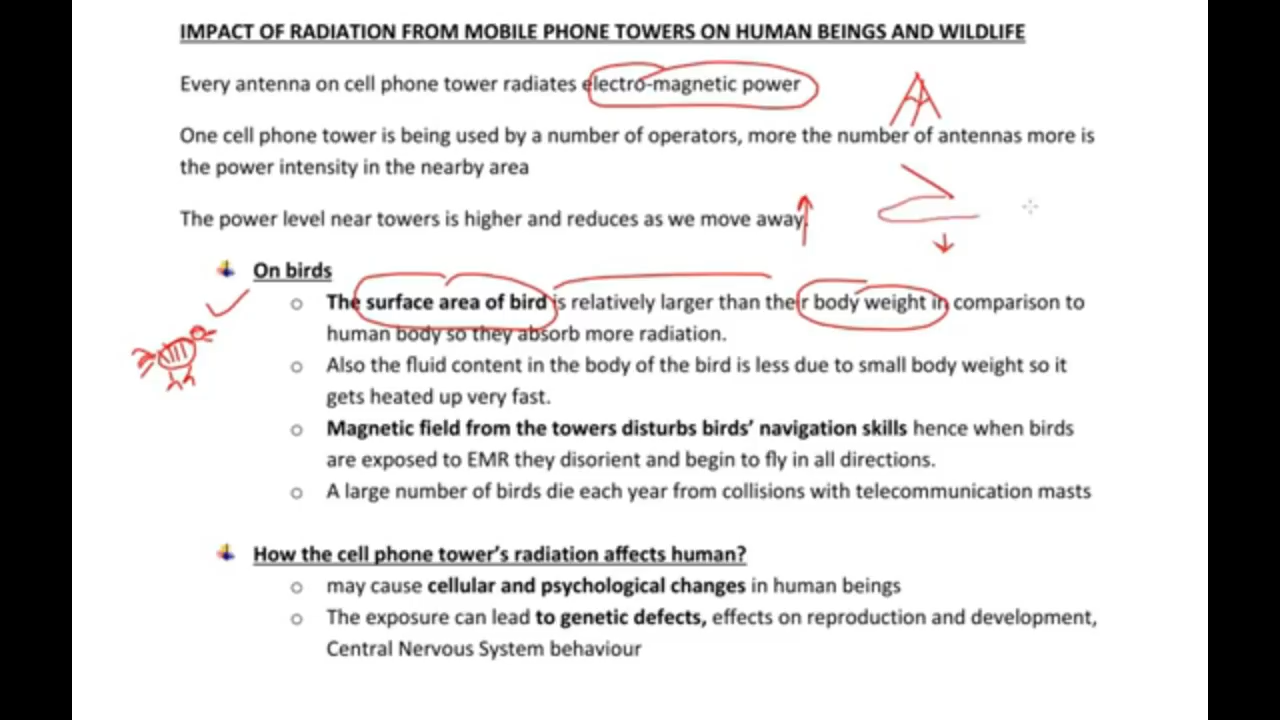 IMPACT OF RADIATION FROM MOBILE PHONE TOWERS ON HUMAN BEINGS AND WILDLIFE
Every antenna on cell phone tower radiates electro-magnetic power
One cell phone tower is being used by a number of operators, more the number of antennas more is
the power intensity in the nearby area
The power level near towers is higher and reduces as we move away.
On birds
o The surface area of bird is relatively larger than their body weight in comparison to
human body so they absorb more radiation.
o Also the fluid content in the body of the bird is less due to small body weight so it
gets heated up very fast.
o Magnetic field from the towers disturbs birds' navigation skills hence when birds
are exposed to EMR they disorient and begin to fly in all directions.
o A large number of birds die each year from collisions with telecommunication masts
How the cell phone tower's radiation affects human?
o may cause cellular and psychological changes in human beings
o The exposure can lead to genetic defects, effects on reproduction and development,
Central Nervous System behaviour